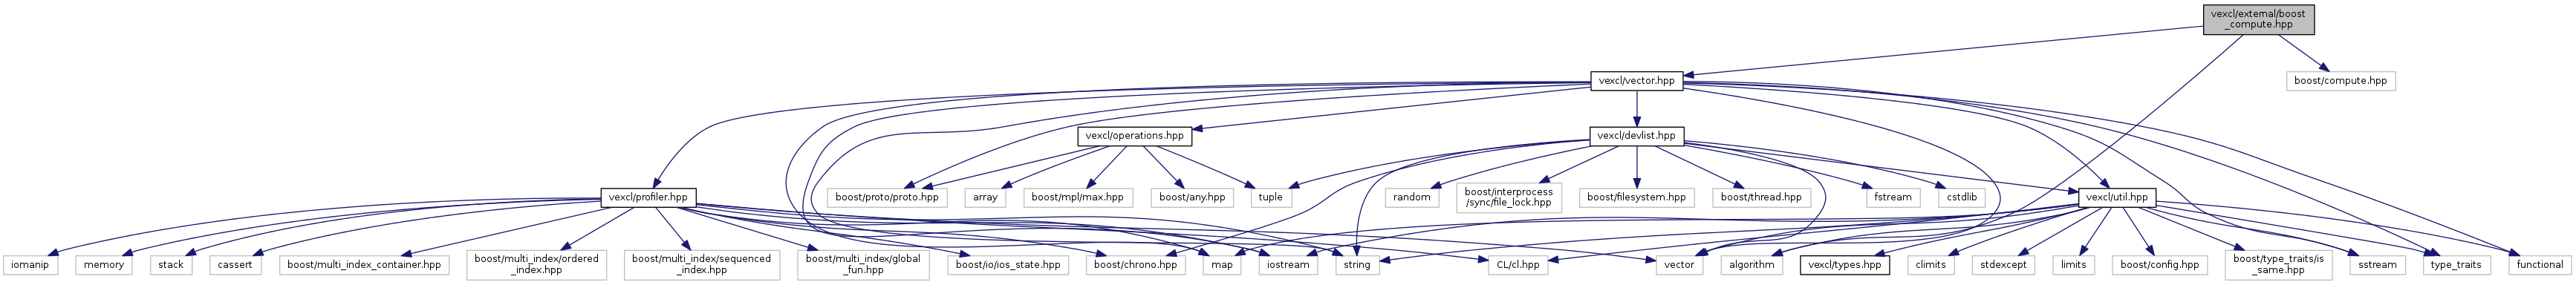 vexcl/external/boost
_compute.hpp
vexcl/vector.hpp
boost/compute.hpp
vexcl/operations.hpp
vexcl/devlist.hpp
vexcl/profiler.hpp
boost/proto/proto.hpp
array
boost/mpl/max.hpp
boost/any.hpp
tuple
random
boost/interprocess
/sync/file_lock.hpp
boost/filesystem.hpp
boost/thread.hpp
fstream
cstdlib
vexcl/util.hpp
iomanip
memory
stack
cassert
boost/multi_index_container.hpp
boost/multi_index/ordered
_index.hpp
boost/multi_index/sequenced
_index.hpp
boost/multi_index/global
_fun.hpp
boost/io/ios_state.hpp
boost/chrono.hpp
map
iostream
string
CL/cl.hpp
vector
algorithm
vexcl/types.hpp
climits
stdexcept
limits
boost/config.hpp
boost/type_traits/is
_same.hpp
sstream
type_traits
functional